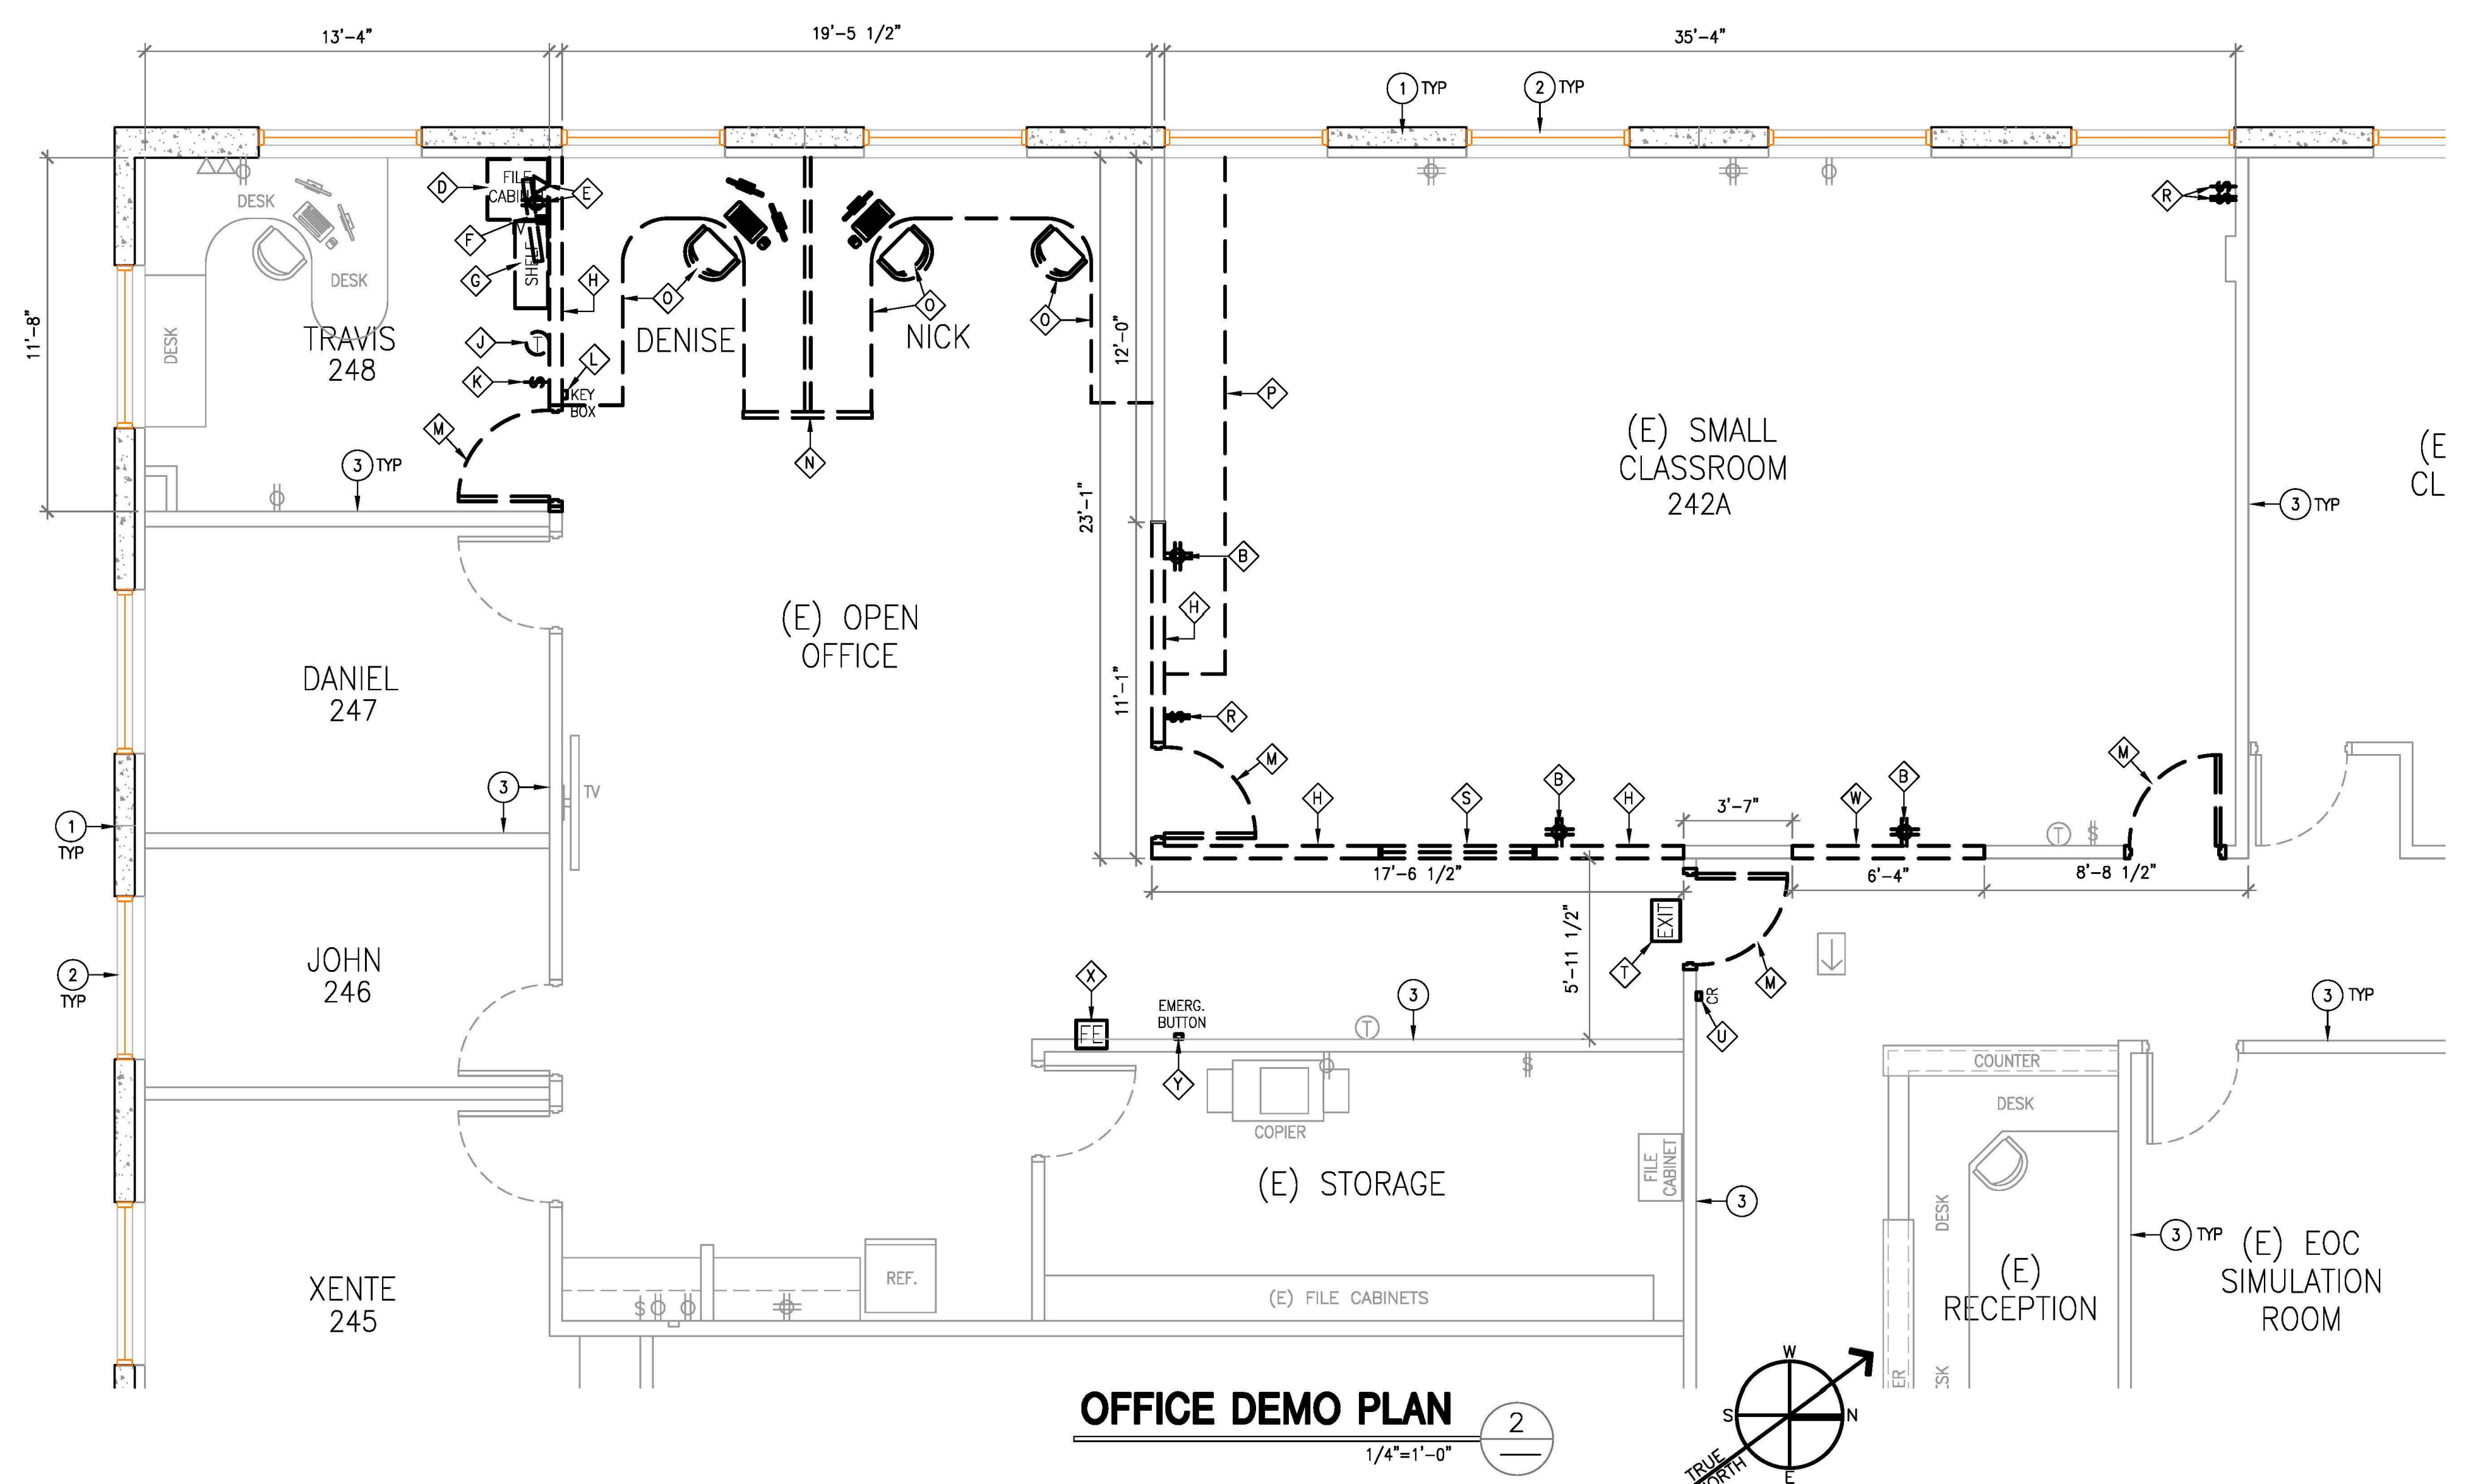 13'-4"
19'-5 1/2"
35'-4"
1 TYP
2 TYP
11'-8"
DESK
DESK
DESK
TRAVIS
248
D
FILE
E
F
G
SHELF
H
J
T
K
L
KEY
BOX
M
3 TYP
O
DENISE
O
NICK
O
N
12'-0"
23'-1"
11'-1"
P
R
(E) SMALL
CLASSROOM
242A
(E
CL
3 TYP
B
H
R
M
(E) OPEN
OFFICE
DANIEL
247
3
TV
1
TYP
2
TYP
JOHN
246
H
S
B
H
3'-7"
W
B
T
S
M
17'-6 1/2"
6'-4"
8'-8 1/2"
5'-11 1/2"
EXIT
T
M
CR
U
X
FE
EMERG.
BUTTON
Y
T
3
3 TYP
COPIER
S
FILE
CABINET
(E) STORAGE
3
COUNTER
DESK
DESK
3 TYP
(E) EOC
SIMULATION
ROOM
(E)
RECEPTION
XENTE
245
S
REF.
(E) FILE CABINETS
ER
OFFICE DEMO PLAN
2
1/4"=1'-0"
W
S
N
E
TRUE